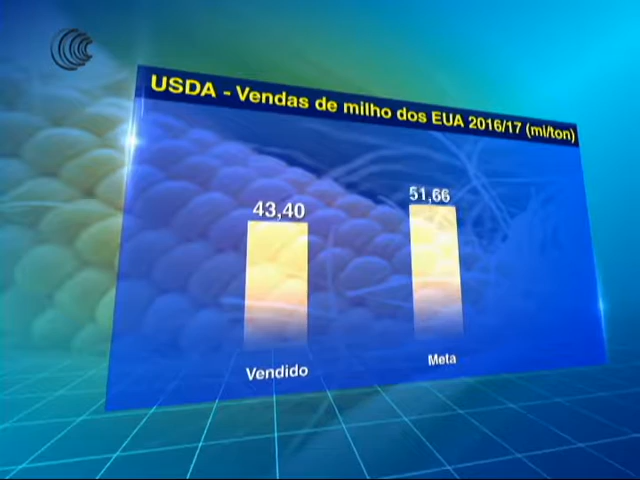 USDA - Vendas de milho dos EUA 2016/17 (mi/ton)
43,40
51,66
Vendido
Meta